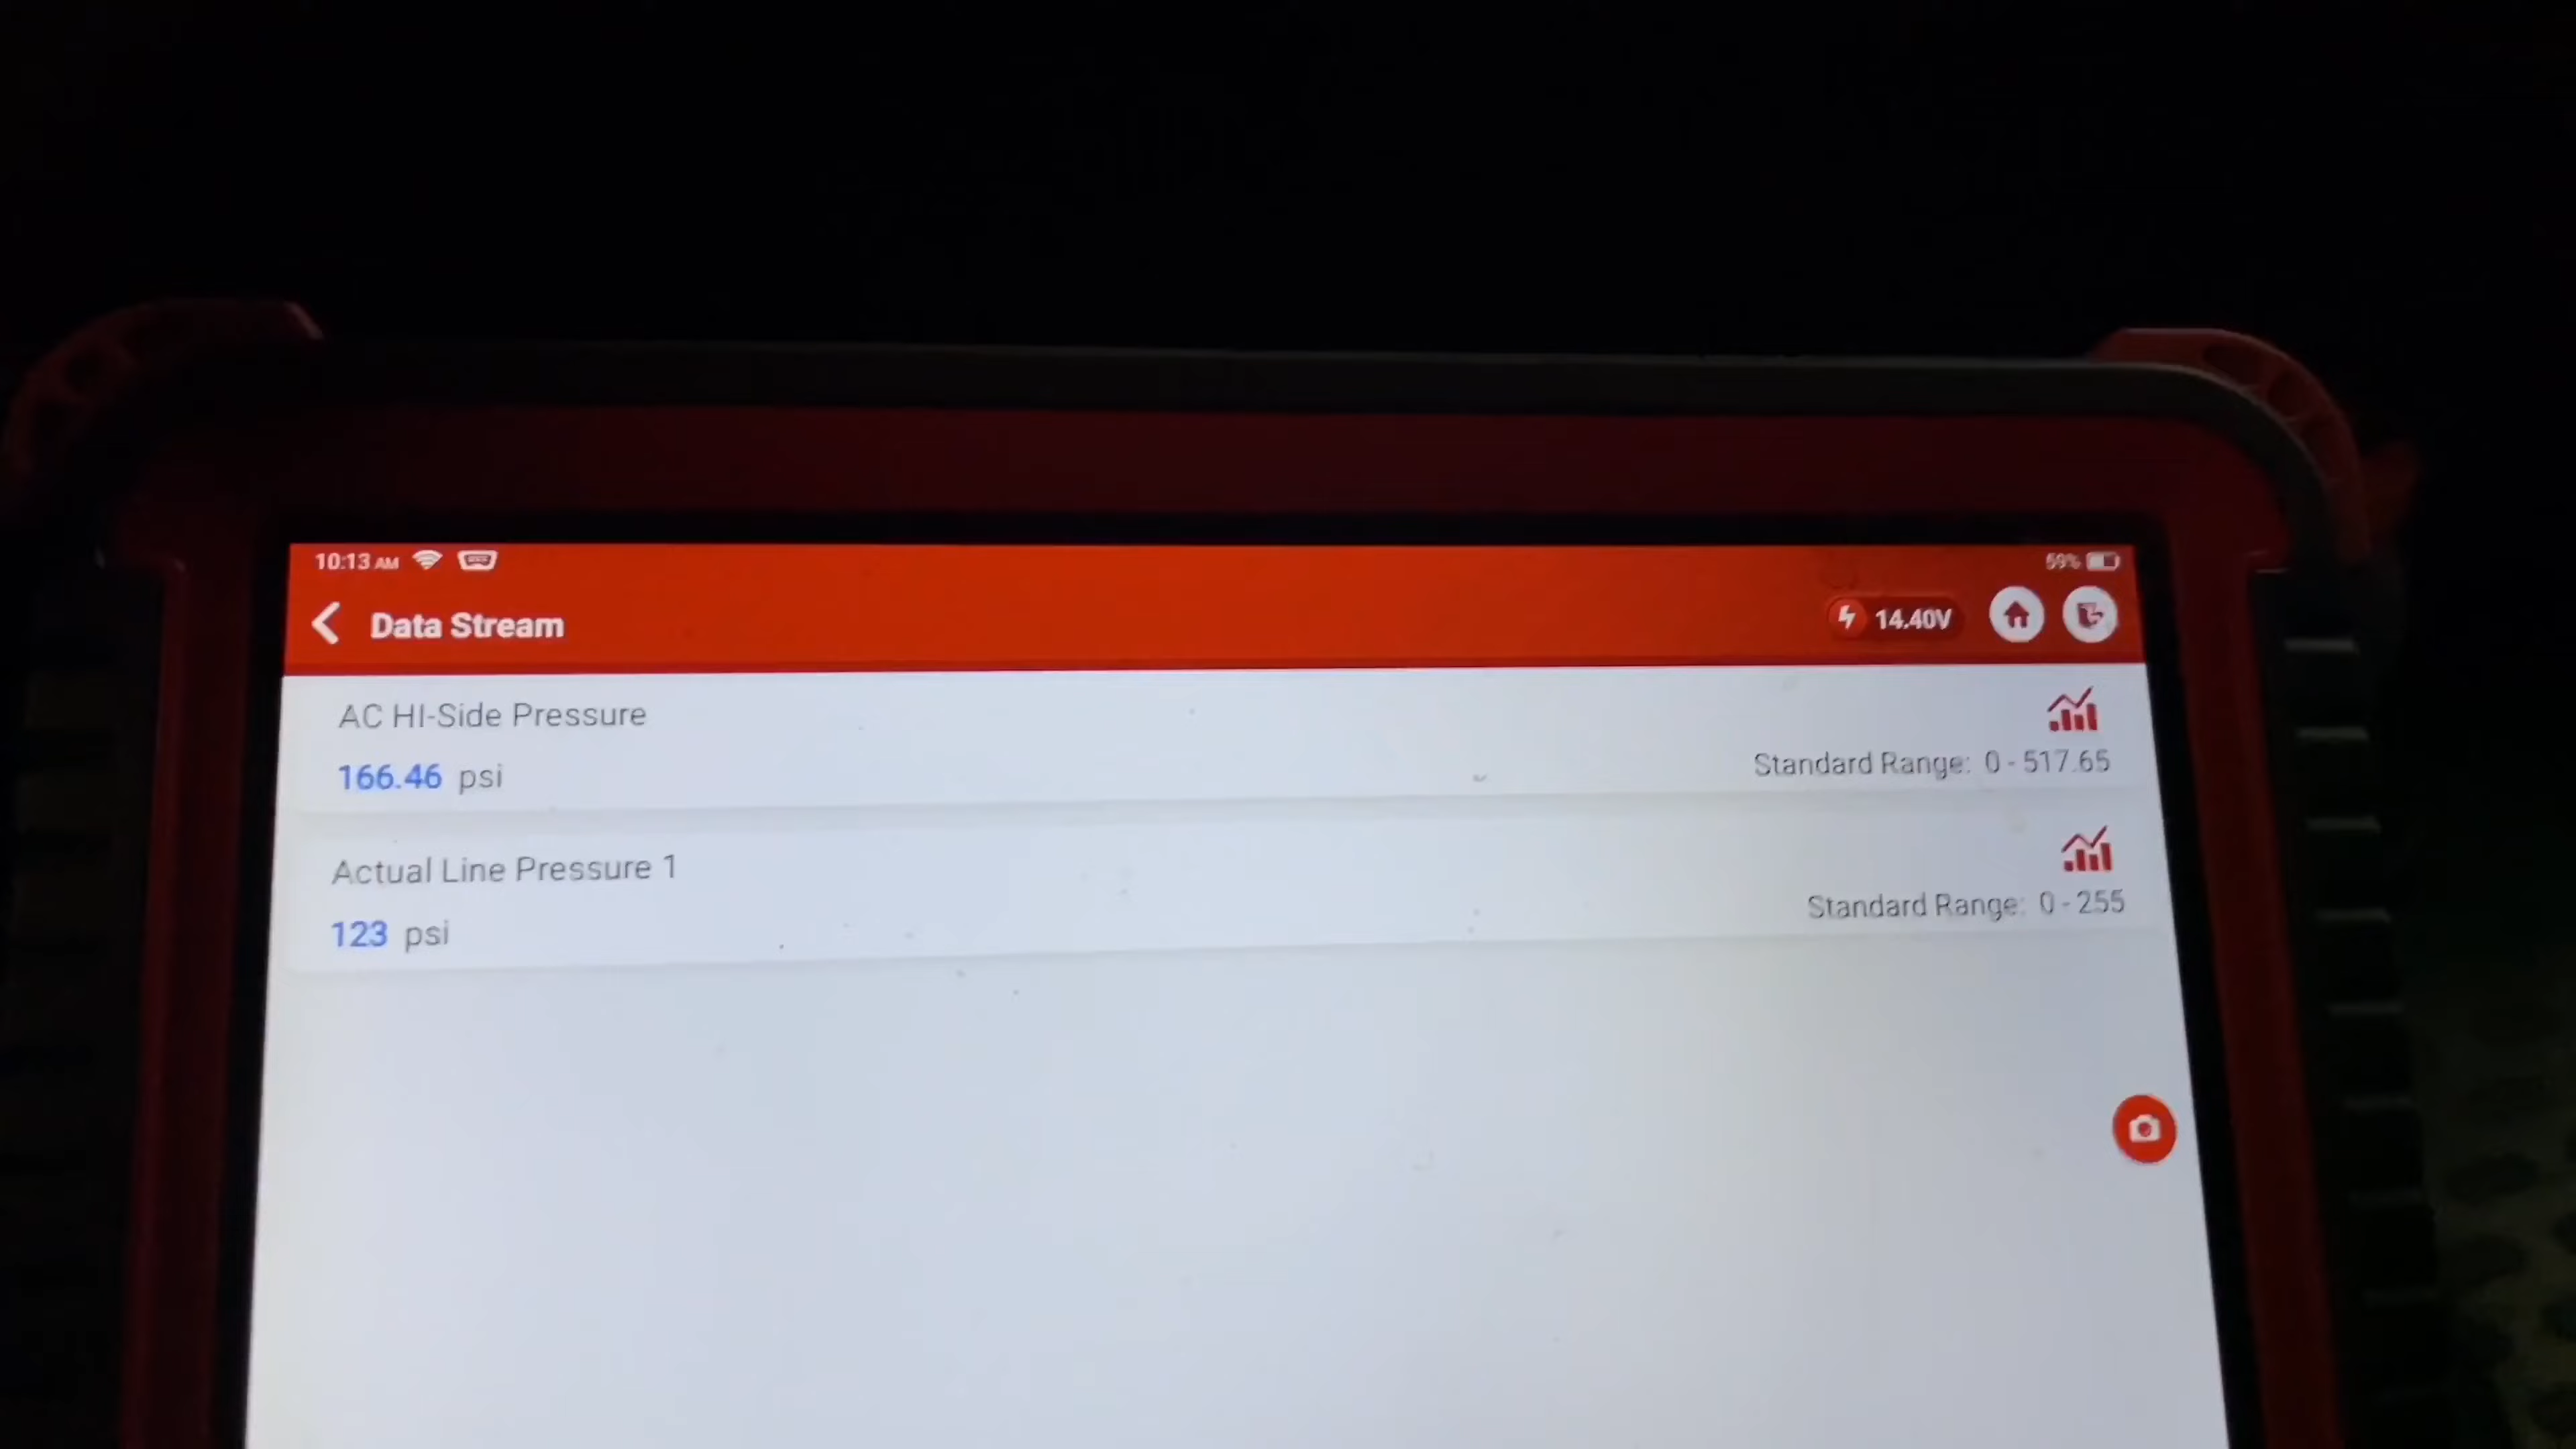 10:13 AM
59%
Data Stream
14.40V
AC HI-Side Pressure
166.46 psi
Standard Range: 0 - 517.65
Actual Line Pressure 1
123 psi
Standard Range: 0 - 255